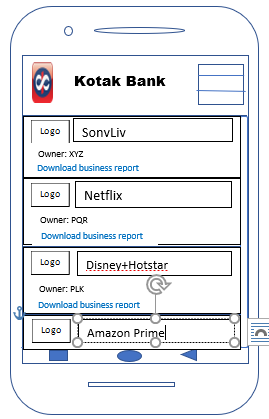 Kotak Bank
Logo SonvLiv
Owner: XYZ
Download business report
Logo Netflix
Owner: PQR
Download business report
Logo Disney+Hotstar
Owner: PLK
Download business report
Logo Amazon Prime